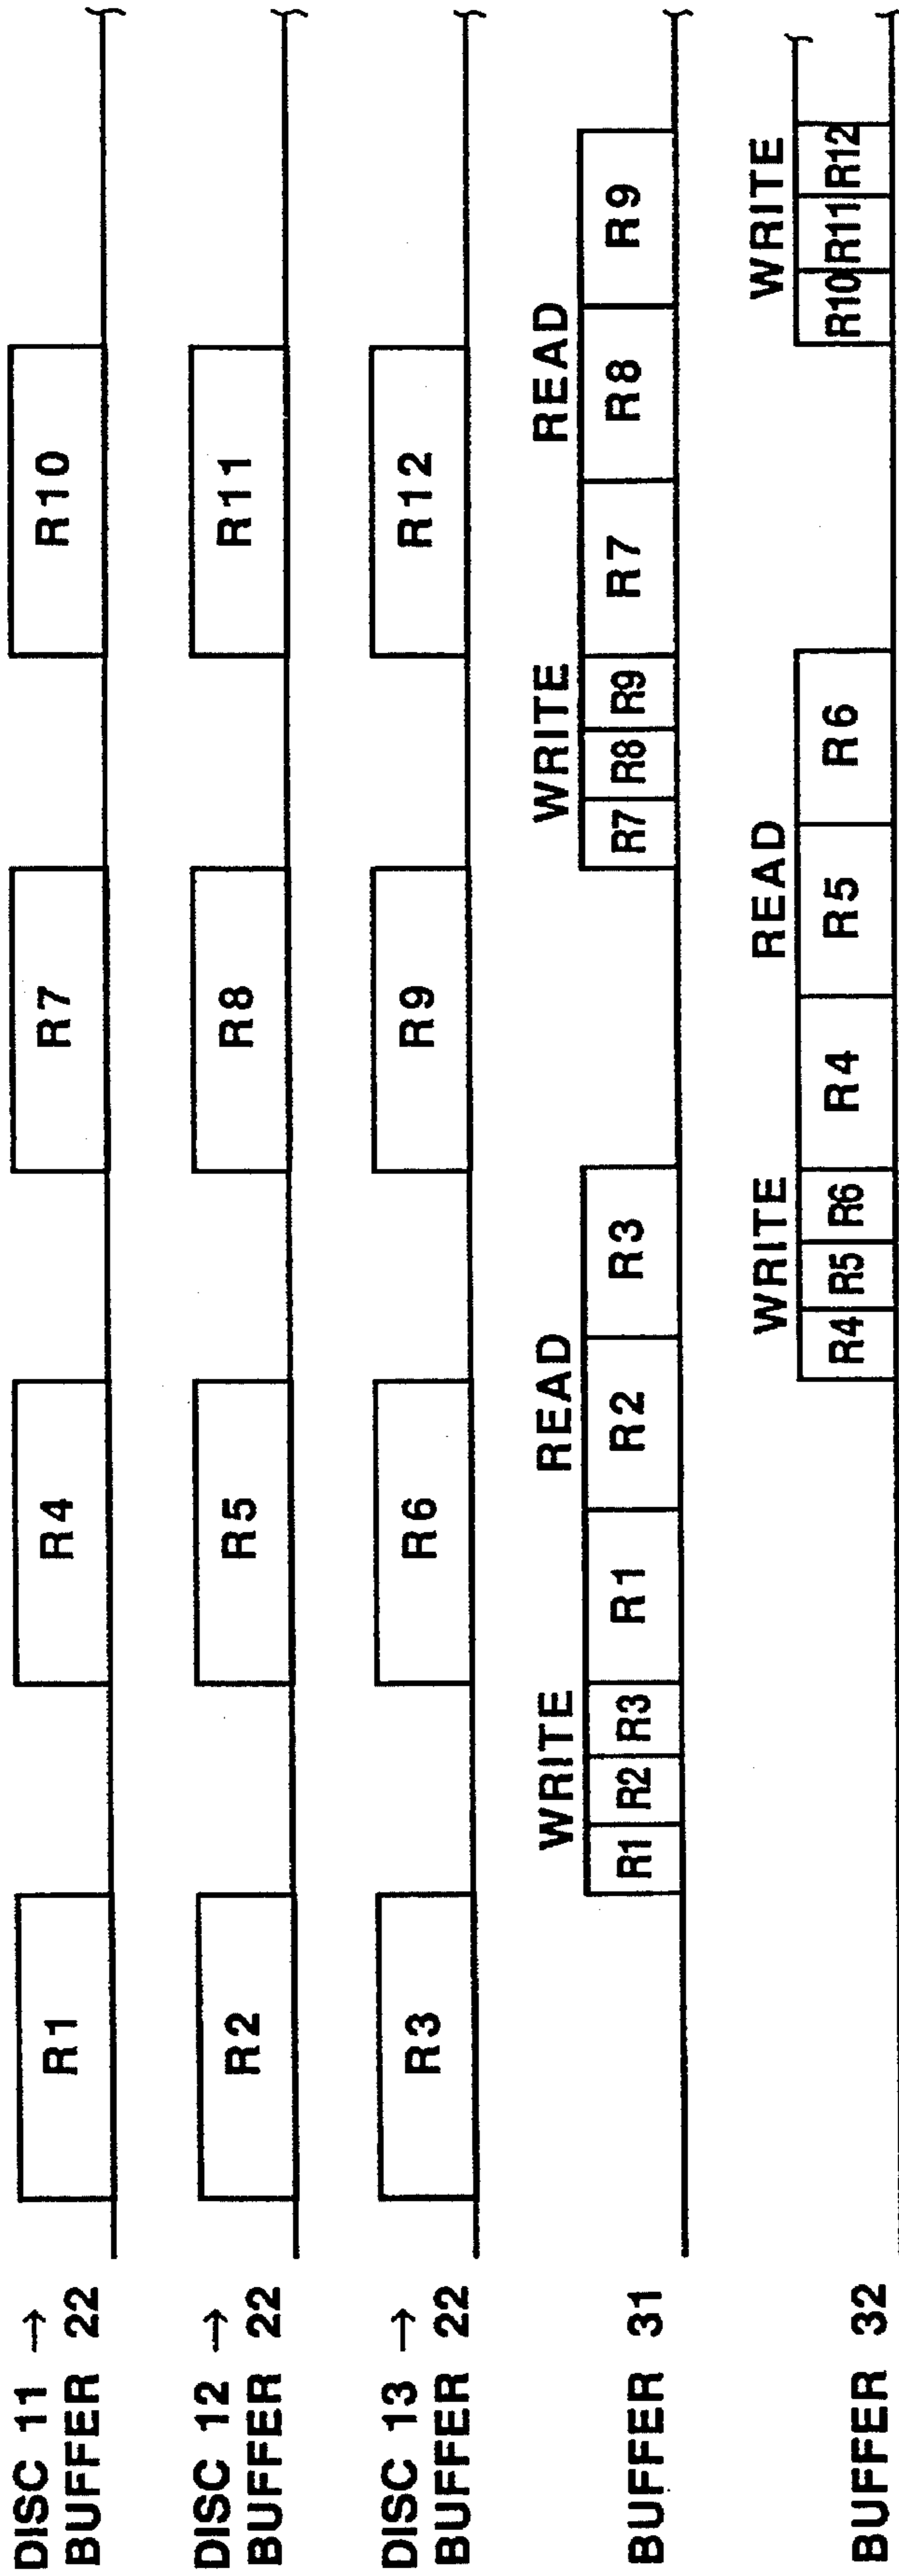 DISC 11 →
BUFFER 22
R1 R4 R7 R10
DISC 12 →
BUFFER 22
R2 R5 R8 R11
DISC 13 →
BUFFER 22
R3 R6 R9 R12
WRITE READ WRITE READ
BUFFER 31
R1 R2 R3 R1 R2 R3 R7 R8 R9 R7 R8 R9
WRITE READ WRITE
BUFFER 32
R4 R5 R6 R4 R5 R6 R10 R11 R12